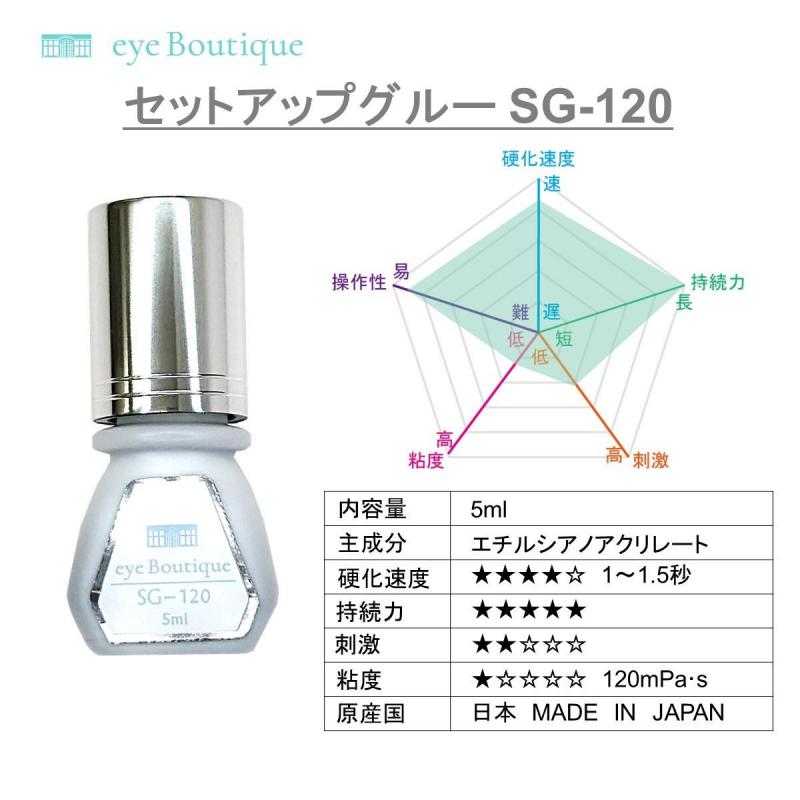 eye Boutique
セットアップグルー SG-120
硬化速度
速
操作性
易
持続力
長
難
遅
低
短
低
高
粘度
高
刺激
eye Boutique
SG-120
5ml
内容量 5ml
主成分 エチルシアノアクリレート
硬化速度 ★★★★☆ 1～1.5秒
持続力 ★★★★★
刺激 ★★☆☆☆
粘度 ★☆☆☆☆ 120mPa·s
原産国 日本 MADE IN JAPAN